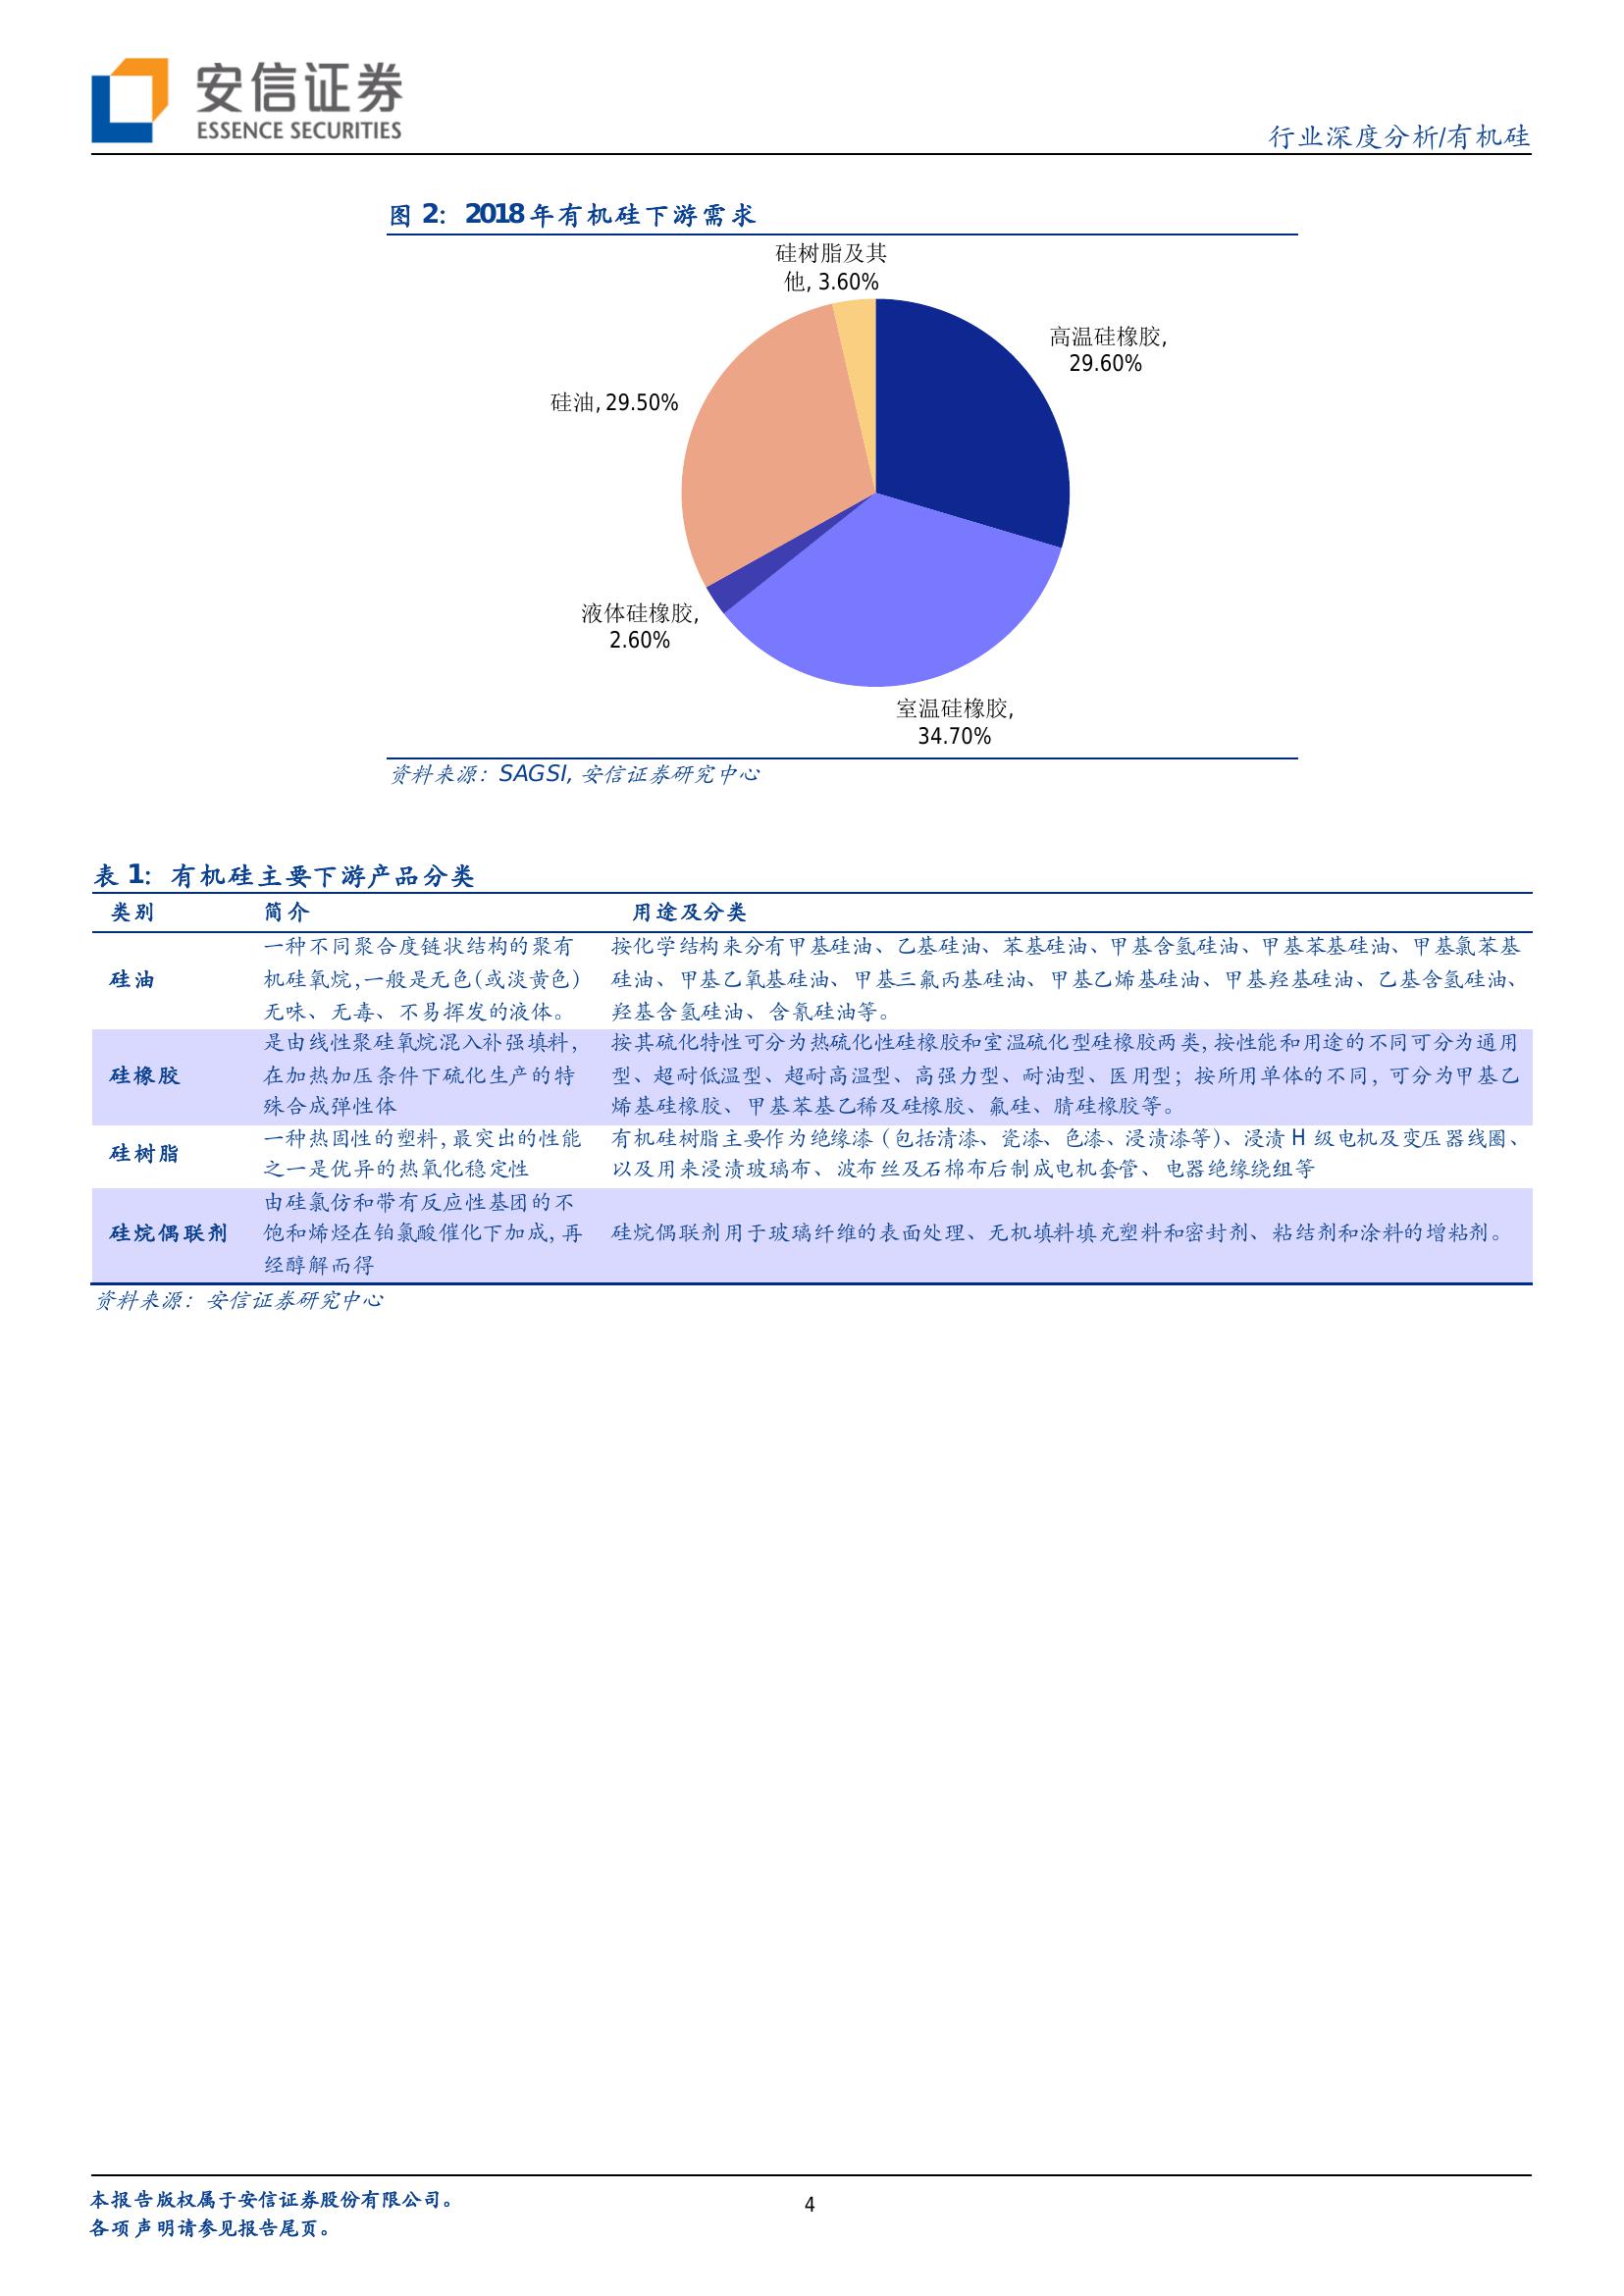 安信证券
ESSENCE SECURITIES
行业深度分析/有机硅
图 2：2018 年有机硅下游需求
硅树脂及其
他, 3.60%
高温硅橡胶,
29.60%
硅油, 29.50%
液体硅橡胶,
2.60%
室温硅橡胶,
34.70%
资料来源：SAGSI, 安信证券研究中心
表 1：有机硅主要下游产品分类
类别 简介 用途及分类
硅油
一种不同聚合度链状结构的聚有
机硅氧烷,一般是无色(或淡黄色)
无味、无毒、不易挥发的液体。
按化学结构来分有甲基硅油、乙基硅油、苯基硅油、甲基含氢硅油、甲基苯基硅油、甲基氯苯基
硅油、甲基乙氧基硅油、甲基三氟丙基硅油、甲基乙烯基硅油、甲基羟基硅油、乙基含氢硅油、
羟基含氢硅油、含氰硅油等。
硅橡胶
是由线性聚硅氧烷混入补强填料，
在加热加压条件下硫化生产的特
殊合成弹性体
按其硫化特性可分为热硫化性硅橡胶和室温硫化型硅橡胶两类,按性能和用途的不同可分为通用
型、超耐低温型、超耐高温型、高强力型、耐油型、医用型；按所用单体的不同，可分为甲基乙
烯基硅橡胶、甲基苯基乙稀及硅橡胶、氟硅、腈硅橡胶等。
硅树脂
一种热固性的塑料,最突出的性能
之一是优异的热氧化稳定性
有机硅树脂主要作为绝缘漆（包括清漆、瓷漆、色漆、浸渍漆等)、浸渍 H 级电机及变压器线圈、
以及用来浸渍玻璃布、波布丝及石棉布后制成电机套管、电器绝缘绕组等
硅烷偶联剂
由硅氯仿和带有反应性基团的不
饱和烯烃在铂氯酸催化下加成,再
经醇解而得
硅烷偶联剂用于玻璃纤维的表面处理、无机填料填充塑料和密封剂、粘结剂和涂料的增粘剂。
资料来源：安信证券研究中心
本报告版权属于安信证券股份有限公司。
各项声明请参见报告尾页。
4